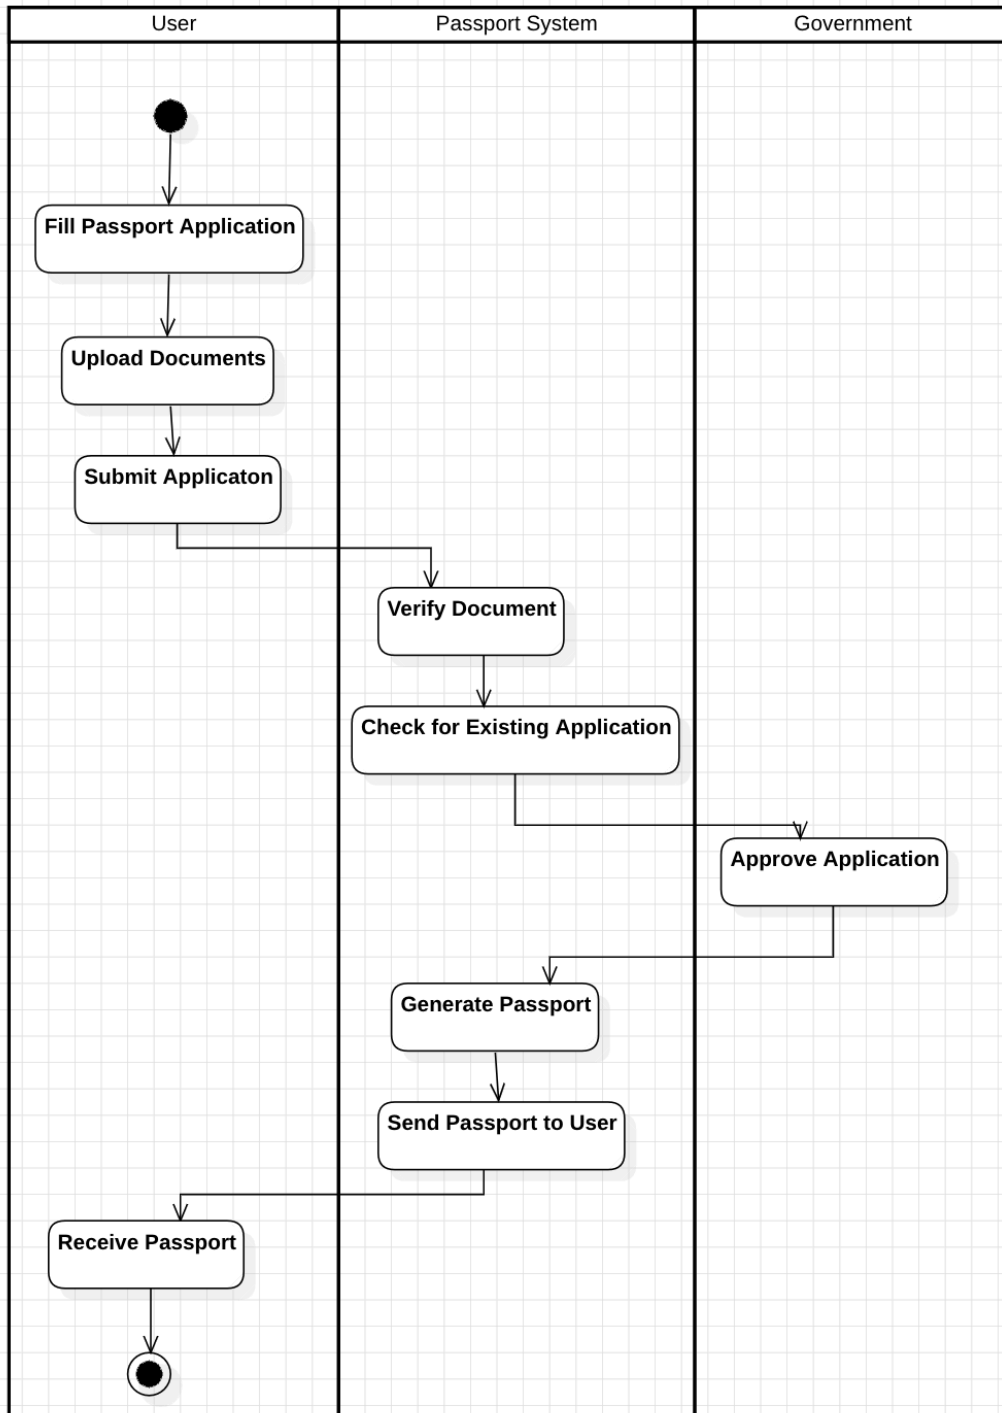 User
Passport System
Government
Fill Passport Application
Upload Documents
Submit Applicaton
Verify Document
Check for Existing Application
Approve Application
Generate Passport
Send Passport to User
Receive Passport